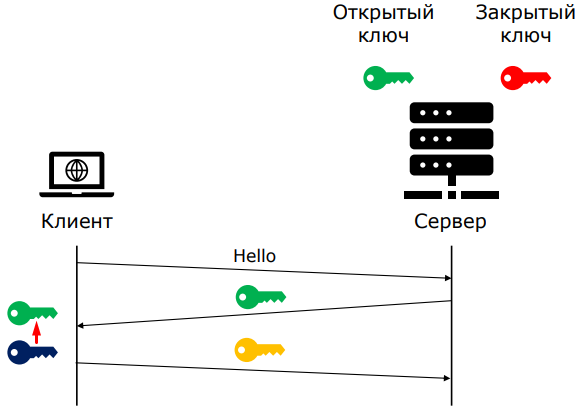 Открытый
ключ
Закрытый
ключ
Клиент
Сервер
Hello